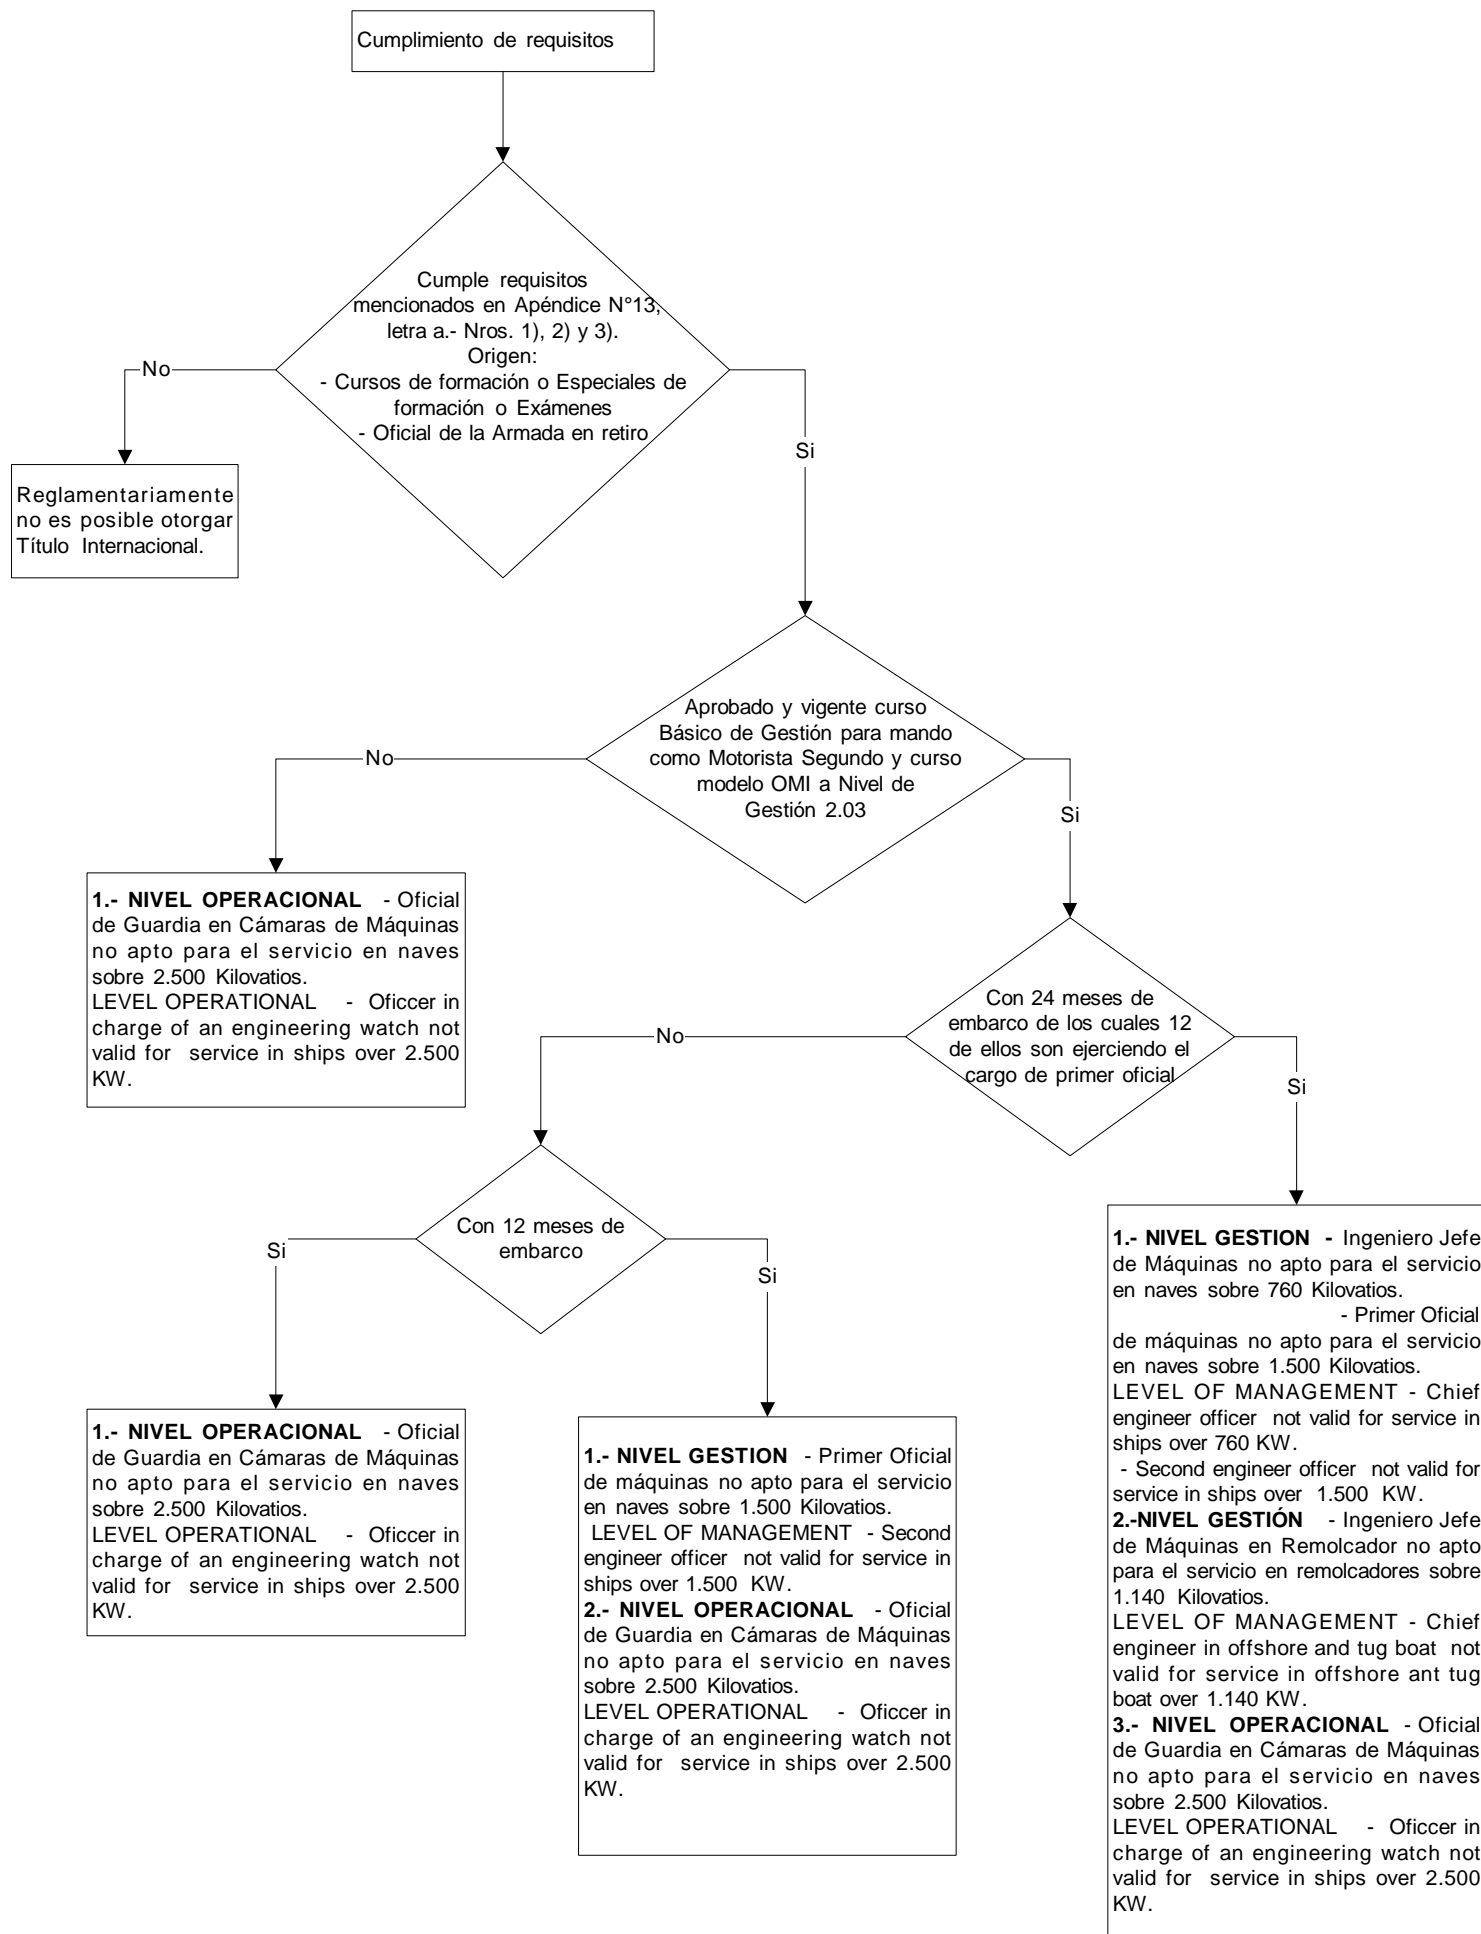 Cumplimiento de requisitos
Cumple requisitos
mencionados en Apéndice N°13,
letra a.- Nros. 1), 2) y 3).
Origen:
- Cursos de formación o Especiales de
formación o Exámenes
- Oficial de la Armada en retiro
No
Si
Reglamentariamente
no es posible otorgar
Título Internacional.
Aprobado y vigente curso
Básico de Gestión para mando
como Motorista Segundo y curso
modelo OMI a Nivel de
Gestión 2.03
No
Si
1.- NIVEL OPERACIONAL - Oficial
de Guardia en Cámaras de Máquinas
no apto para el servicio en naves
sobre 2.500 Kilovatios.
LEVEL OPERATIONAL - Oficcer in
charge of an engineering watch not
valid for service in ships over 2.500
KW.
Con 24 meses de
embarco de los cuales 12
de ellos son ejerciendo el
cargo de primer oficial
No
Si
Con 12 meses de
embarco
Si
Si
1.- NIVEL OPERACIONAL - Oficial
de Guardia en Cámaras de Máquinas
no apto para el servicio en naves
sobre 2.500 Kilovatios.
LEVEL OPERATIONAL - Oficcer in
charge of an engineering watch not
valid for service in ships over 2.500
KW.
1.- NIVEL GESTION - Primer Oficial
de máquinas no apto para el servicio
en naves sobre 1.500 Kilovatios.
LEVEL OF MANAGEMENT - Second
engineer officer not valid for service in
ships over 1.500 KW.
2.- NIVEL OPERACIONAL - Oficial
de Guardia en Cámaras de Máquinas
no apto para el servicio en naves
sobre 2.500 Kilovatios.
LEVEL OPERATIONAL - Oficcer in
charge of an engineering watch not
valid for service in ships over 2.500
KW.
1.- NIVEL GESTION - Ingeniero Jefe
de Máquinas no apto para el servicio
en naves sobre 760 Kilovatios.
- Primer Oficial
de máquinas no apto para el servicio
en naves sobre 1.500 Kilovatios.
LEVEL OF MANAGEMENT - Chief
engineer officer not valid for service in
ships over 760 KW.
- Second engineer officer not valid for
service in ships over 1.500 KW.
2.-NIVEL GESTIÓN - Ingeniero Jefe
de Máquinas en Remolcador no apto
para el servicio en remolcadores sobre
1.140 Kilovatios.
LEVEL OF MANAGEMENT - Chief
engineer in offshore and tug boat not
valid for service in offshore ant tug
boat over 1.140 KW.
3.- NIVEL OPERACIONAL - Oficial
de Guardia en Cámaras de Máquinas
no apto para el servicio en naves
sobre 2.500 Kilovatios.
LEVEL OPERATIONAL - Oficcer in
charge of an engineering watch not
valid for service in ships over 2.500
KW.